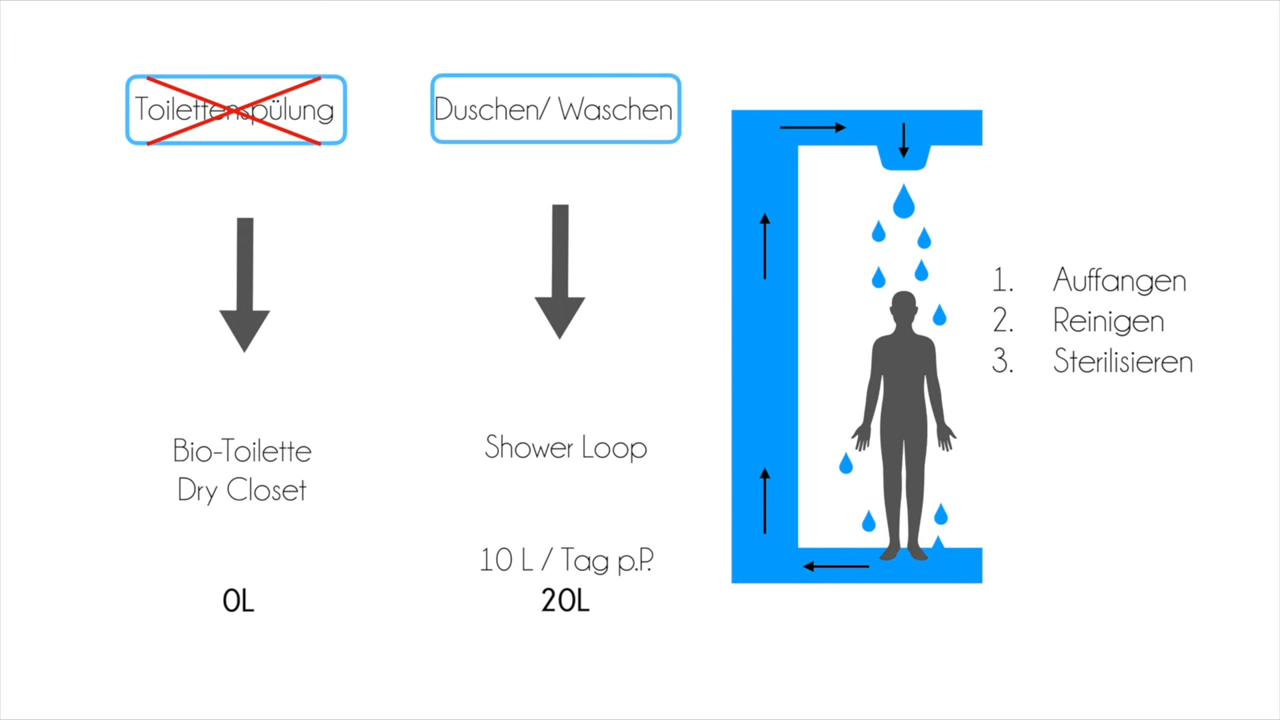 Toilettenspülung
Duschen/ Waschen
Bio-Toilette
Dry Closet
0L
Shower Loop
10 L / Tag p.P.
20L
1. Auffangen
2. Reinigen
3. Sterilisieren